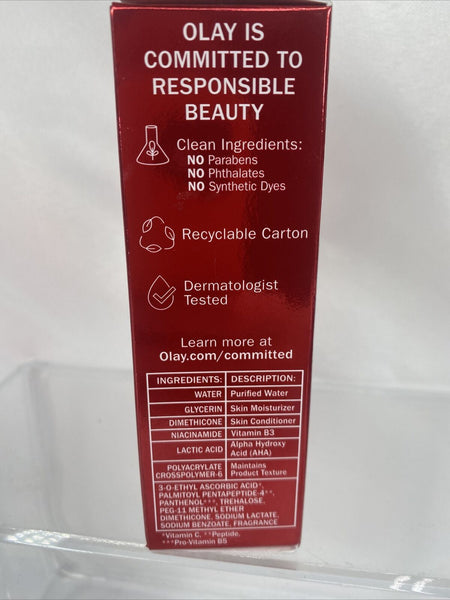 OLAY IS
COMMITTED TO
RESPONSIBLE
BEAUTY
Clean Ingredients:
NO Parabens
NO Phthalates
NO Synthetic Dyes
Recyclable Carton
Dermatologist
Tested
Learn more at
Olay.com/committed
INGREDIENTS: DESCRIPTION:
WATER Purified Water
GLYCERIN Skin Moisturizer
DIMETHICONE Skin Conditioner
NIACINAMIDE Vitamin B3
LACTIC ACID Alpha Hydroxy
Acid (AHA)
POLYACRYLATE Maintains
CROSSPOLYMER-6 Product Texture
3-O-ETHYL ASCORBIC ACID*,
PALMITOYL PENTAPEPTIDE-4**,
PANTHENOL***, TREHALOSE,
PEG-11 METHYL ETHER
DIMETHICONE, SODIUM LACTATE,
SODIUM BENZOATE, FRAGRANCE
*Vitamin C, **Peptide,
***Pro-Vitamin B5